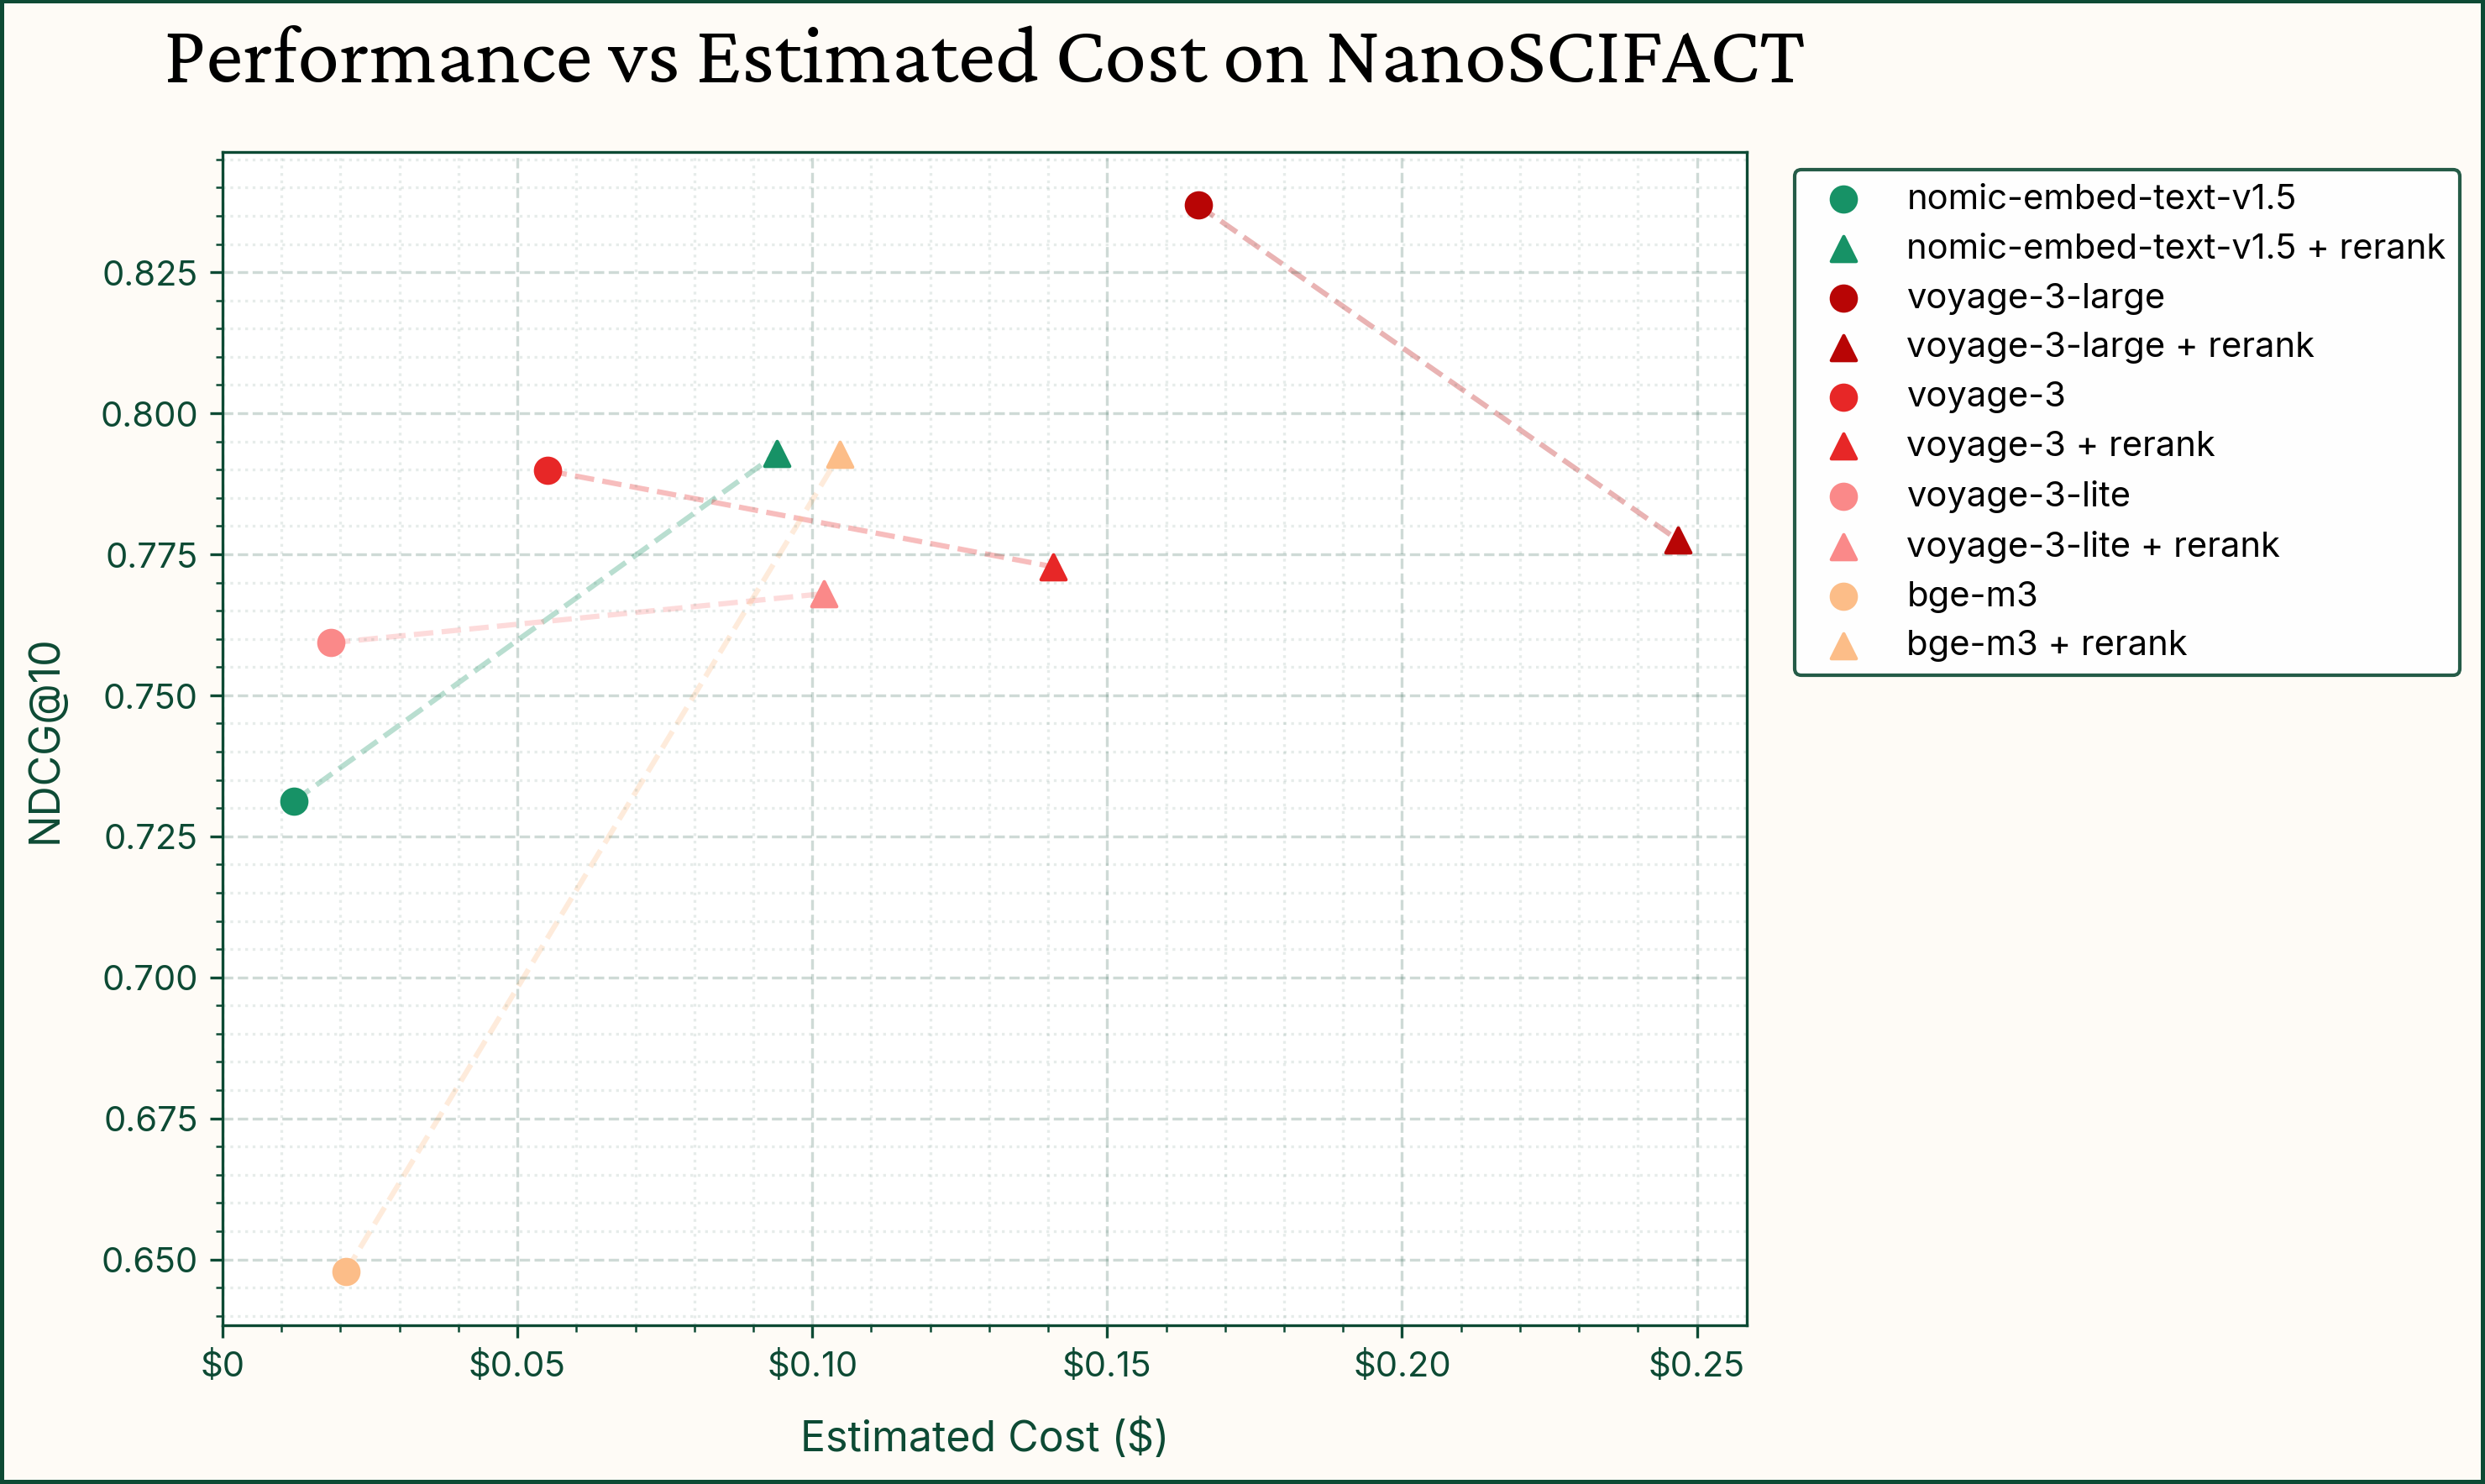 Performance vs Estimated Cost on NanoSCIFACT
nomic-embed-text-v1.5
nomic-embed-text-v1.5 + rerank
voyage-3-large
voyage-3-large + rerank
voyage-3
voyage-3 + rerank
voyage-3-lite
voyage-3-lite + rerank
bge-m3
bge-m3 + rerank
NDCG@10
0.825
0.800
0.775
0.750
0.725
0.700
0.675
0.650
$0 $0.05 $0.10 $0.15 $0.20 $0.25
Estimated Cost ($)